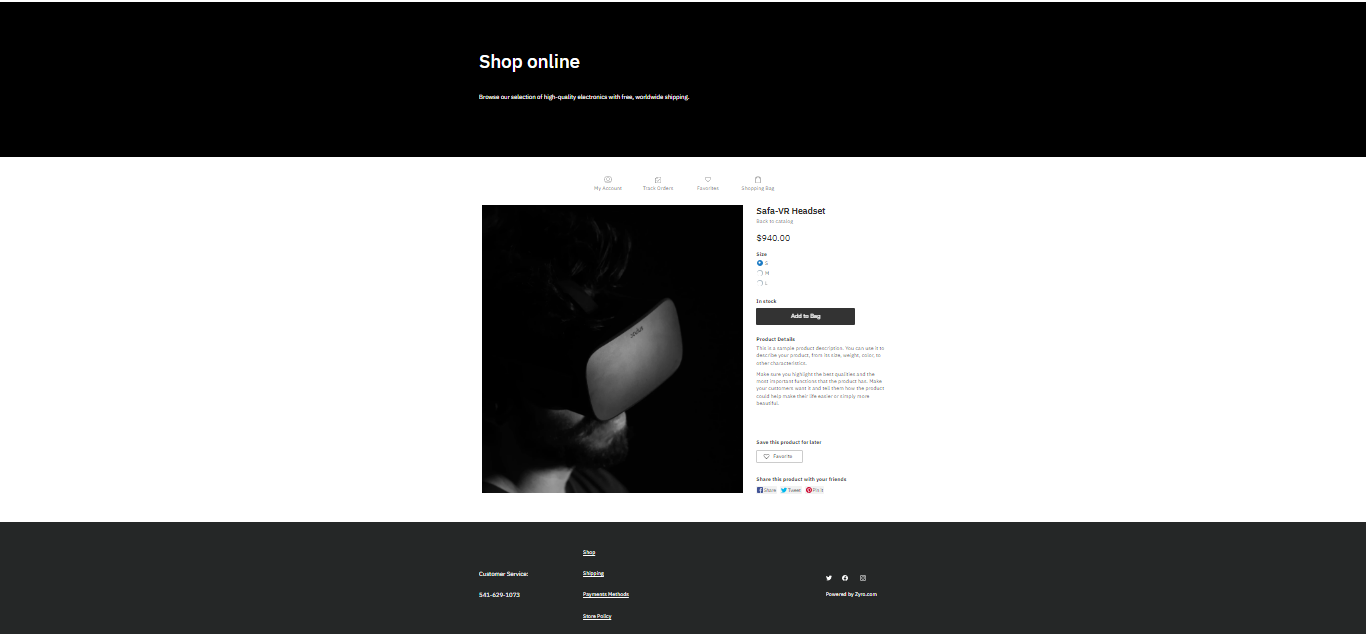 Shop online
Browse our selection of high-quality electronics with free, worldwide shipping.
My Account
Track Orders
Favorites
Shopping Bag
Safa-VR Headset
Back to catalog
$940.00
Size
S
M
L
In stock
Add to Bag
Product Details
This is a sample product description. You can use it to
describe your product, from its size, weight, color, to
other characteristics.
Make sure you highlight the best qualities and the
most important functions that the product has. Make
your customers want it and tell them how the product
could help make their life easier or simply more
beautiful.
Save this product for later
Favorite
Share this product with your friends
Share
Tweet
Pin it
Shop
Customer Service:
Shipping
541-629-1073
Payments Methods
Store Policy
Powered by Zyro.com